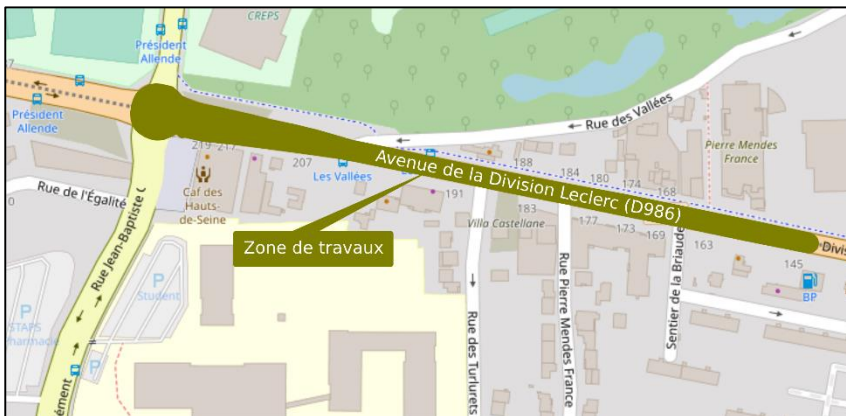 CREPS
Président
Allende
Président
Allende
Rue des Vallées
Pierre Mendes
France
219
217
207
Les Vallées
Avenue de la Division Leclerc (D986)
188
184
180
174
168
191
183
177
173
169
163
145
BP
Caf des
Hauts-
de-Seine
Rue de l'Égalité
Rue Jean-Baptiste C
Villa Castellane
Zone de travaux
Student
P
P
P
STAPS
Rue des Turlurets
Rue Pierre Mendes France
Sentier de la Briaude
Divis